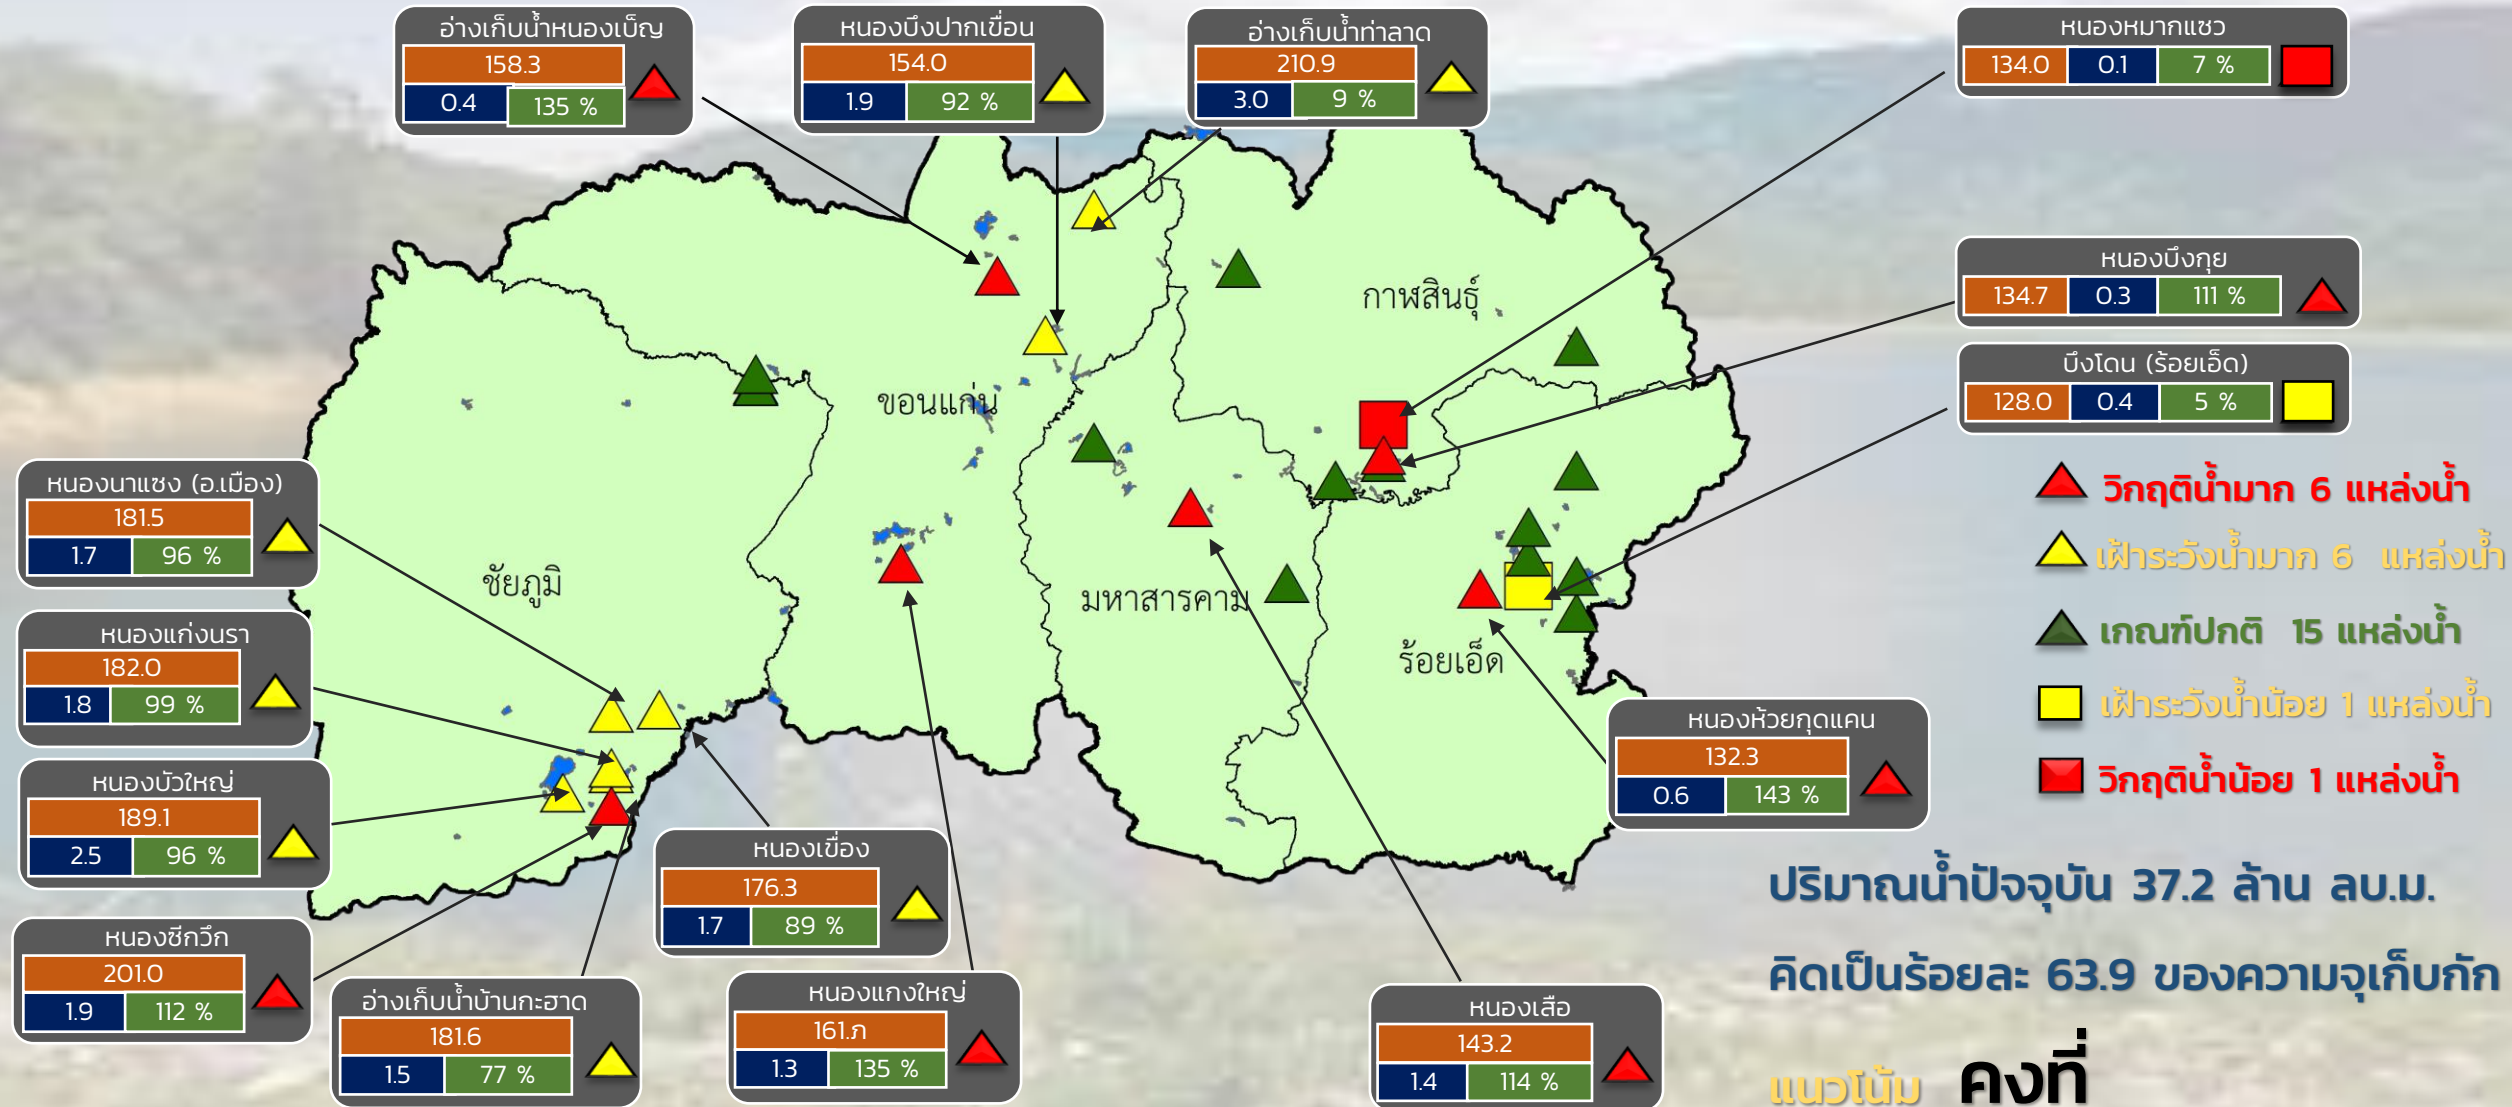 อ่างเก็บน้ำหนองเบ็ญ
158.3
0.4 135 %
หนองบึงปากเขื่อน
154.0
1.9 92 %
อ่างเก็บน้ำท่าลาด
210.9
3.0 9 %
หนองหมากแซว
134.0 0.1 7 %
หนองบึงกุย
134.7 0.3 111 %
บึงโดน (ร้อยเอ็ด)
128.0 0.4 5 %
กาฬสินธุ์
ขอนแก่น
ชัยภูมิ
มหาสารคาม
ร้อยเอ็ด
หนองนาแซง (อ.เมือง)
181.5
1.7 96 %
หนองแก่งนรา
182.0
1.8 99 %
หนองบัวใหญ่
189.1
2.5 96 %
หนองซีกวึก
201.0
1.9 112 %
อ่างเก็บน้ำบ้านกะฮาด
181.6
1.5 77 %
หนองเขื่อง
176.3
1.7 89 %
หนองแกงใหญ่
161.ภ
1.3 135 %
หนองเสือ
143.2
1.4 114 %
หนองห้วยกุดแคน
132.3
0.6 143 %
วิกฤติน้ำมาก 6 แหล่งน้ำ
เฝ้าระวังน้ำมาก 6 แหล่งน้ำ
เกณฑ์ปกติ 15 แหล่งน้ำ
เฝ้าระวังน้ำน้อย 1 แหล่งน้ำ
วิกฤติน้ำน้อย 1 แหล่งน้ำ
ปริมาณน้ำปัจจุบัน 37.2 ล้าน ลบ.ม.
คิดเป็นร้อยละ 63.9 ของความจุเก็บกัก
แนวโน้ม คงที่